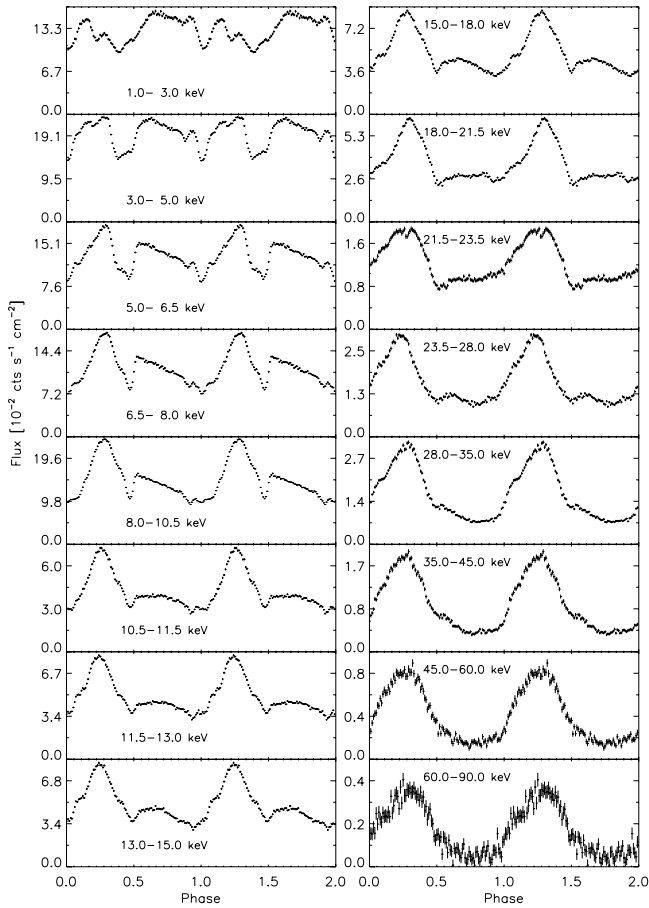 Flux [10⁻² cts s⁻¹ cm⁻²]
13.3
6.7
0.0
1.0– 3.0 keV
19.1
9.5
0.0
3.0– 5.0 keV
15.1
7.6
0.0
5.0– 6.5 keV
14.4
7.2
0.0
6.5– 8.0 keV
19.6
9.8
0.0
8.0–10.5 keV
6.0
3.0
0.0
10.5–11.5 keV
6.7
3.4
0.0
11.5–13.0 keV
6.8
3.4
0.0
13.0–15.0 keV
0.0 0.5 1.0 1.5 2.0
Phase
7.2
3.6
0.0
15.0–18.0 keV
5.3
2.6
0.0
18.0–21.5 keV
1.6
0.8
0.0
21.5–23.5 keV
2.5
1.3
0.0
23.5–28.0 keV
2.7
1.4
0.0
28.0–35.0 keV
1.7
0.8
0.0
35.0–45.0 keV
0.8
0.4
0.0
45.0–60.0 keV
0.4
0.2
0.0
60.0–90.0 keV
0.0 0.5 1.0 1.5 2.0
Phase